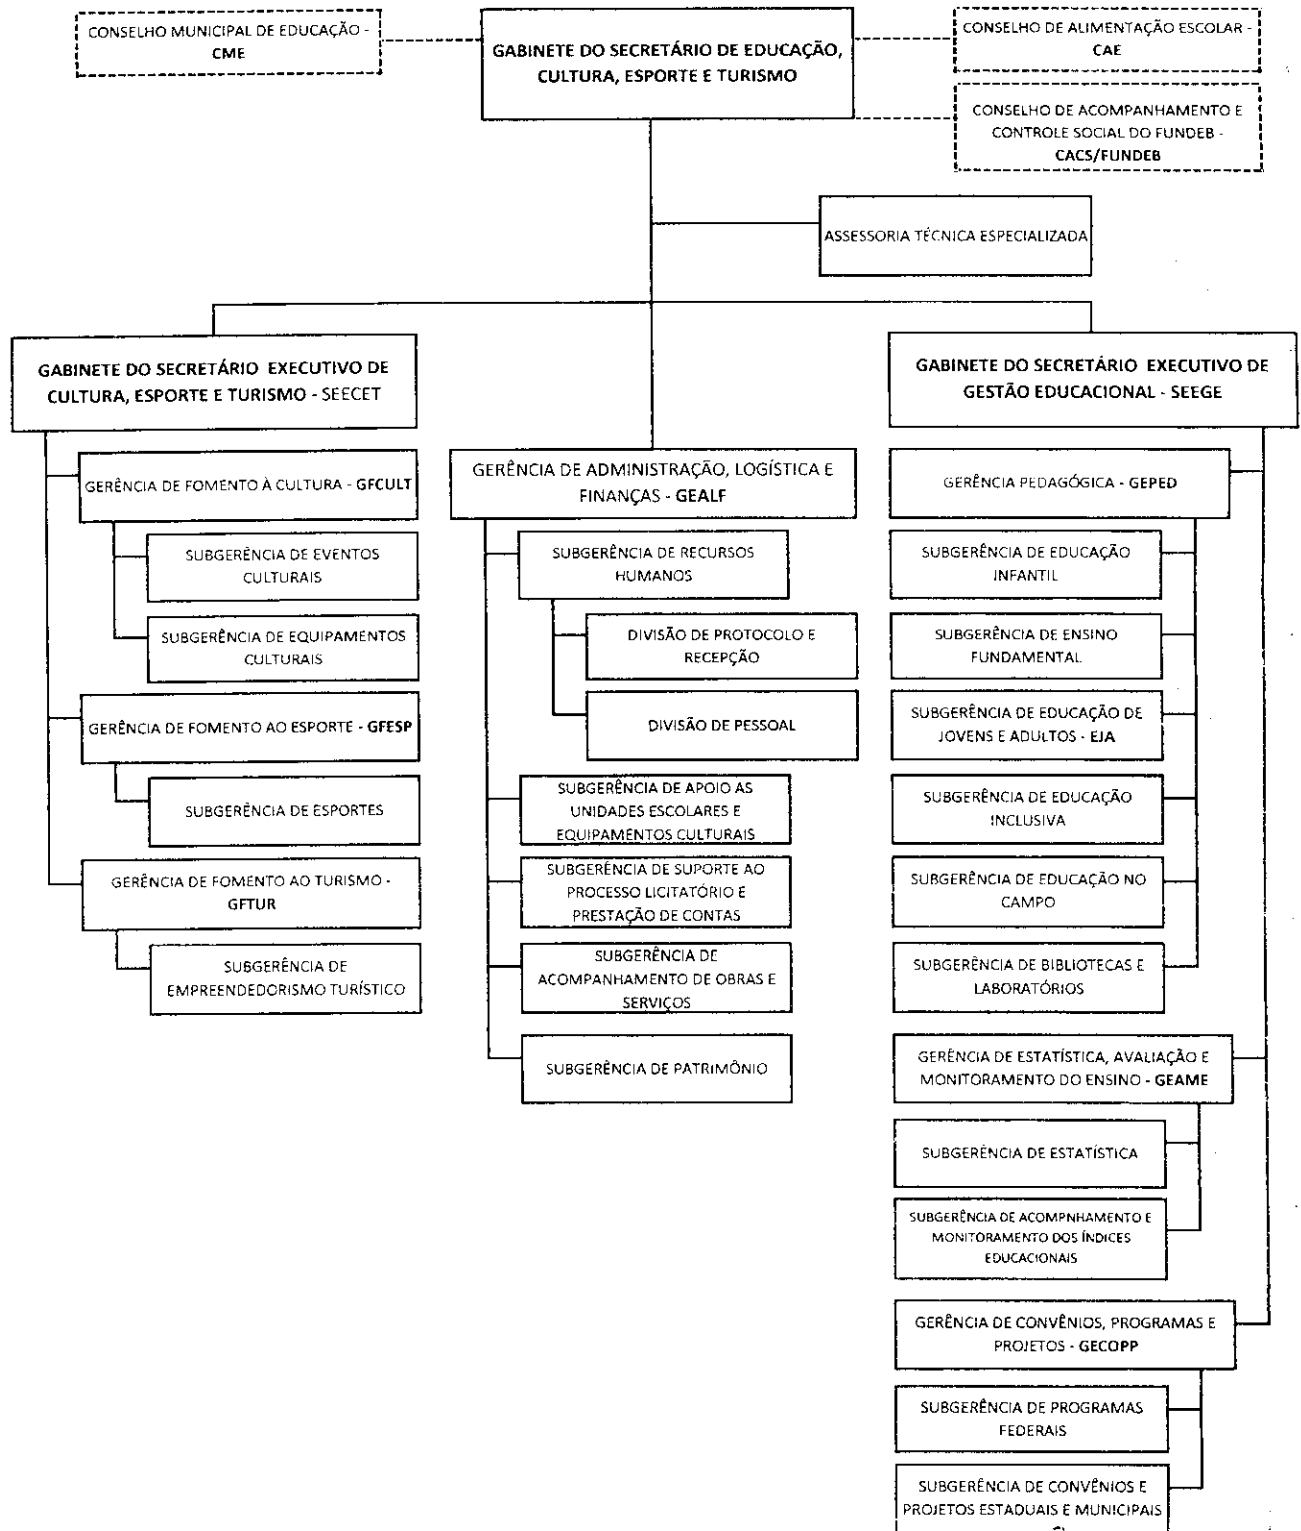 CONSELHO MUNICIPAL DE EDUCAÇÃO -
CME
GABINETE DO SECRETÁRIO DE EDUCAÇÃO,
CULTURA, ESPORTE E TURISMO
CONSELHO DE ALIMENTAÇÃO ESCOLAR -
CAE
CONSELHO DE ACOMPANHAMENTO E
CONTROLE SOCIAL DO FUNDEB -
CACS/FUNDEB
ASSESSORIA TÉCNICA ESPECIALIZADA
GABINETE DO SECRETÁRIO EXECUTIVO DE
CULTURA, ESPORTE E TURISMO - SEECET
GERÊNCIA DE FOMENTO À CULTURA - GFCULT
SUBGERÊNCIA DE EVENTOS
CULTURAIS
SUBGERÊNCIA DE EQUIPAMENTOS
CULTURAIS
GERÊNCIA DE FOMENTO AO ESPORTE - GFESP
SUBGERÊNCIA DE ESPORTES
GERÊNCIA DE FOMENTO AO TURISMO -
GFTUR
SUBGERÊNCIA DE
EMPREENDEDORISMO TURÍSTICO
GERÊNCIA DE ADMINISTRAÇÃO, LOGÍSTICA E
FINANÇAS - GEALF
SUBGERÊNCIA DE RECURSOS
HUMANOS
DIVISÃO DE PROTOCOLO E
RECEPÇÃO
DIVISÃO DE PESSOAL
SUBGERÊNCIA DE APOIO AS
UNIDADES ESCOLARES E
EQUIPAMENTOS CULTURAIS
SUBGERÊNCIA DE SUPORTE AO
PROCESSO LICITATÓRIO E
PRESTAÇÃO DE CONTAS
SUBGERÊNCIA DE
ACOMPANHAMENTO DE OBRAS E
SERVIÇOS
SUBGERÊNCIA DE PATRIMÔNIO
GABINETE DO SECRETÁRIO EXECUTIVO DE
GESTÃO EDUCACIONAL - SEEGE
GERÊNCIA PEDAGÓGICA - GEPED
SUBGERÊNCIA DE EDUCAÇÃO
INFANTIL
SUBGERÊNCIA DE ENSINO
FUNDAMENTAL
SUBGERÊNCIA DE EDUCAÇÃO DE
JOVENS E ADULTOS - EJA
SUBGERÊNCIA DE EDUCAÇÃO
INCLUSIVA
SUBGERÊNCIA DE EDUCAÇÃO NO
CAMPO
SUBGERÊNCIA DE BIBLIOTECAS E
LABORATÓRIOS
GERÊNCIA DE ESTATÍSTICA, AVALIAÇÃO E
MONITORAMENTO DO ENSINO - GEAME
SUBGERÊNCIA DE ESTATÍSTICA
SUBGERÊNCIA DE ACOMPNHAMENTO E
MONITORAMENTO DOS ÍNDICES
EDUCACIONAIS
GERÊNCIA DE CONVÊNIOS, PROGRAMAS E
PROJETOS - GECOPP
SUBGERÊNCIA DE PROGRAMAS
FEDERAIS
SUBGERÊNCIA DE CONVÊNIOS E
PROJETOS ESTADUAIS E MUNICIPAIS